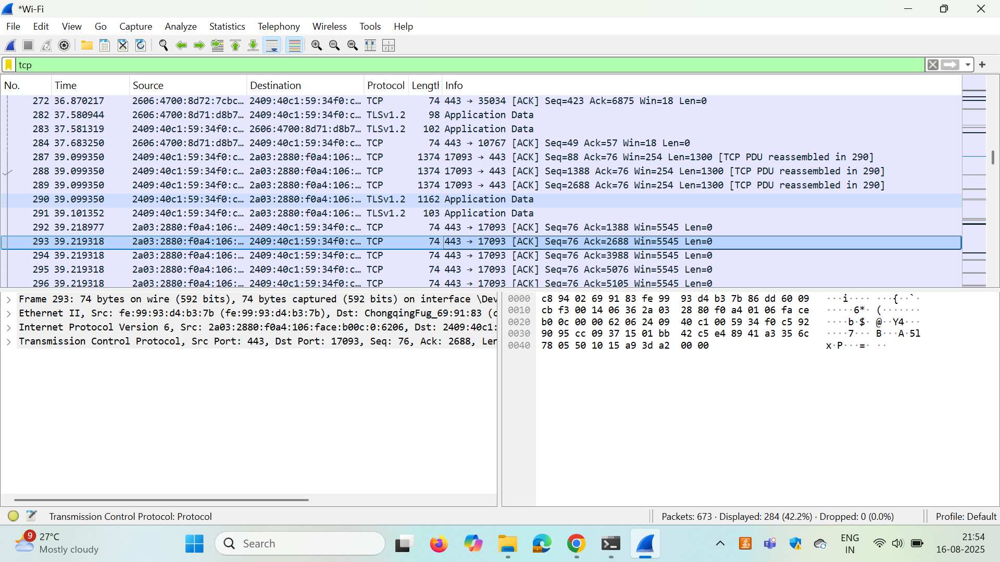 *Wi-Fi
File Edit View Go Capture Analyze Statistics Telephony Wireless Tools Help
tcp
No. Time Source Destination Protocol Length Info
272 36.870217 2606:4700:8d72:7cbc… 2409:40c1:59:34f0:c… TCP 74 443 → 35034 [ACK] Seq=423 Ack=6875 Win=18 Len=0
282 37.580944 2606:4700:8d71:d8b7… 2409:40c1:59:34f0:c… TLSv1.2 98 Application Data
283 37.581319 2409:40c1:59:34f0:c… 2606:4700:8d71:d8b7… TLSv1.2 102 Application Data
284 37.683250 2606:4700:8d71:d8b7… 2409:40c1:59:34f0:c… TCP 74 443 → 10767 [ACK] Seq=49 Ack=57 Win=18 Len=0
287 39.099350 2409:40c1:59:34f0:c… 2a03:2880:f0a4:106:… TCP 1374 17093 → 443 [ACK] Seq=88 Ack=76 Win=254 Len=1300 [TCP PDU reassembled in 290]
288 39.099350 2409:40c1:59:34f0:c… 2a03:2880:f0a4:106:… TCP 1374 17093 → 443 [ACK] Seq=1388 Ack=76 Win=254 Len=1300 [TCP PDU reassembled in 290]
289 39.099350 2409:40c1:59:34f0:c… 2a03:2880:f0a4:106:… TCP 1374 17093 → 443 [ACK] Seq=2688 Ack=76 Win=254 Len=1300 [TCP PDU reassembled in 290]
290 39.099350 2409:40c1:59:34f0:c… 2a03:2880:f0a4:106:… TLSv1.2 1162 Application Data
291 39.101352 2409:40c1:59:34f0:c… 2a03:2880:f0a4:106:… TLSv1.2 103 Application Data
292 39.218977 2a03:2880:f0a4:106:… 2409:40c1:59:34f0:c… TCP 74 443 → 17093 [ACK] Seq=76 Ack=1388 Win=5545 Len=0
293 39.219318 2a03:2880:f0a4:106:… 2409:40c1:59:34f0:c… TCP 74 443 → 17093 [ACK] Seq=76 Ack=2688 Win=5545 Len=0
294 39.219318 2a03:2880:f0a4:106:… 2409:40c1:59:34f0:c… TCP 74 443 → 17093 [ACK] Seq=76 Ack=3988 Win=5545 Len=0
295 39.219318 2a03:2880:f0a4:106:… 2409:40c1:59:34f0:c… TCP 74 443 → 17093 [ACK] Seq=76 Ack=5076 Win=5545 Len=0
296 39.219318 2a03:2880:f0a4:106:… 2409:40c1:59:34f0:c… TCP 74 443 → 17093 [ACK] Seq=76 Ack=5105 Win=5545 Len=0
Frame 293: 74 bytes on wire (592 bits), 74 bytes captured (592 bits) on interface \Dev
Ethernet II, Src: fe:99:93:d4:b3:7b (fe:99:93:d4:b3:7b), Dst: ChongqingFug_69:91:83 (c
Internet Protocol Version 6, Src: 2a03:2880:f0a4:106:face:b00c:0:6206, Dst: 2409:40c1:
Transmission Control Protocol, Src Port: 443, Dst Port: 17093, Seq: 76, Ack: 2688, Len
0000 c8 94 02 69 91 83 fe 99 93 d4 b3 7b 86 dd 60 09 ···i···· ···{··`·
0010 cb f3 00 14 06 36 2a 03 28 80 f0 a4 01 06 fa ce ·····6*· (·······
0020 b0 0c 00 00 62 06 24 09 40 c1 00 59 34 f0 c5 92 ····b·$· @··Y4···
0030 90 95 cc 09 37 15 01 bb 42 c5 e4 89 41 a3 35 6c ····7··· B···A·5l
0040 78 05 50 10 15 a9 3d a2 00 00 x·P···=· ··
Transmission Control Protocol: Protocol
Packets: 673 · Displayed: 284 (42.2%) · Dropped: 0 (0.0%)
Profile: Default
9
27°C
Mostly cloudy
Search
ENG
IN
21:54
16-08-2025